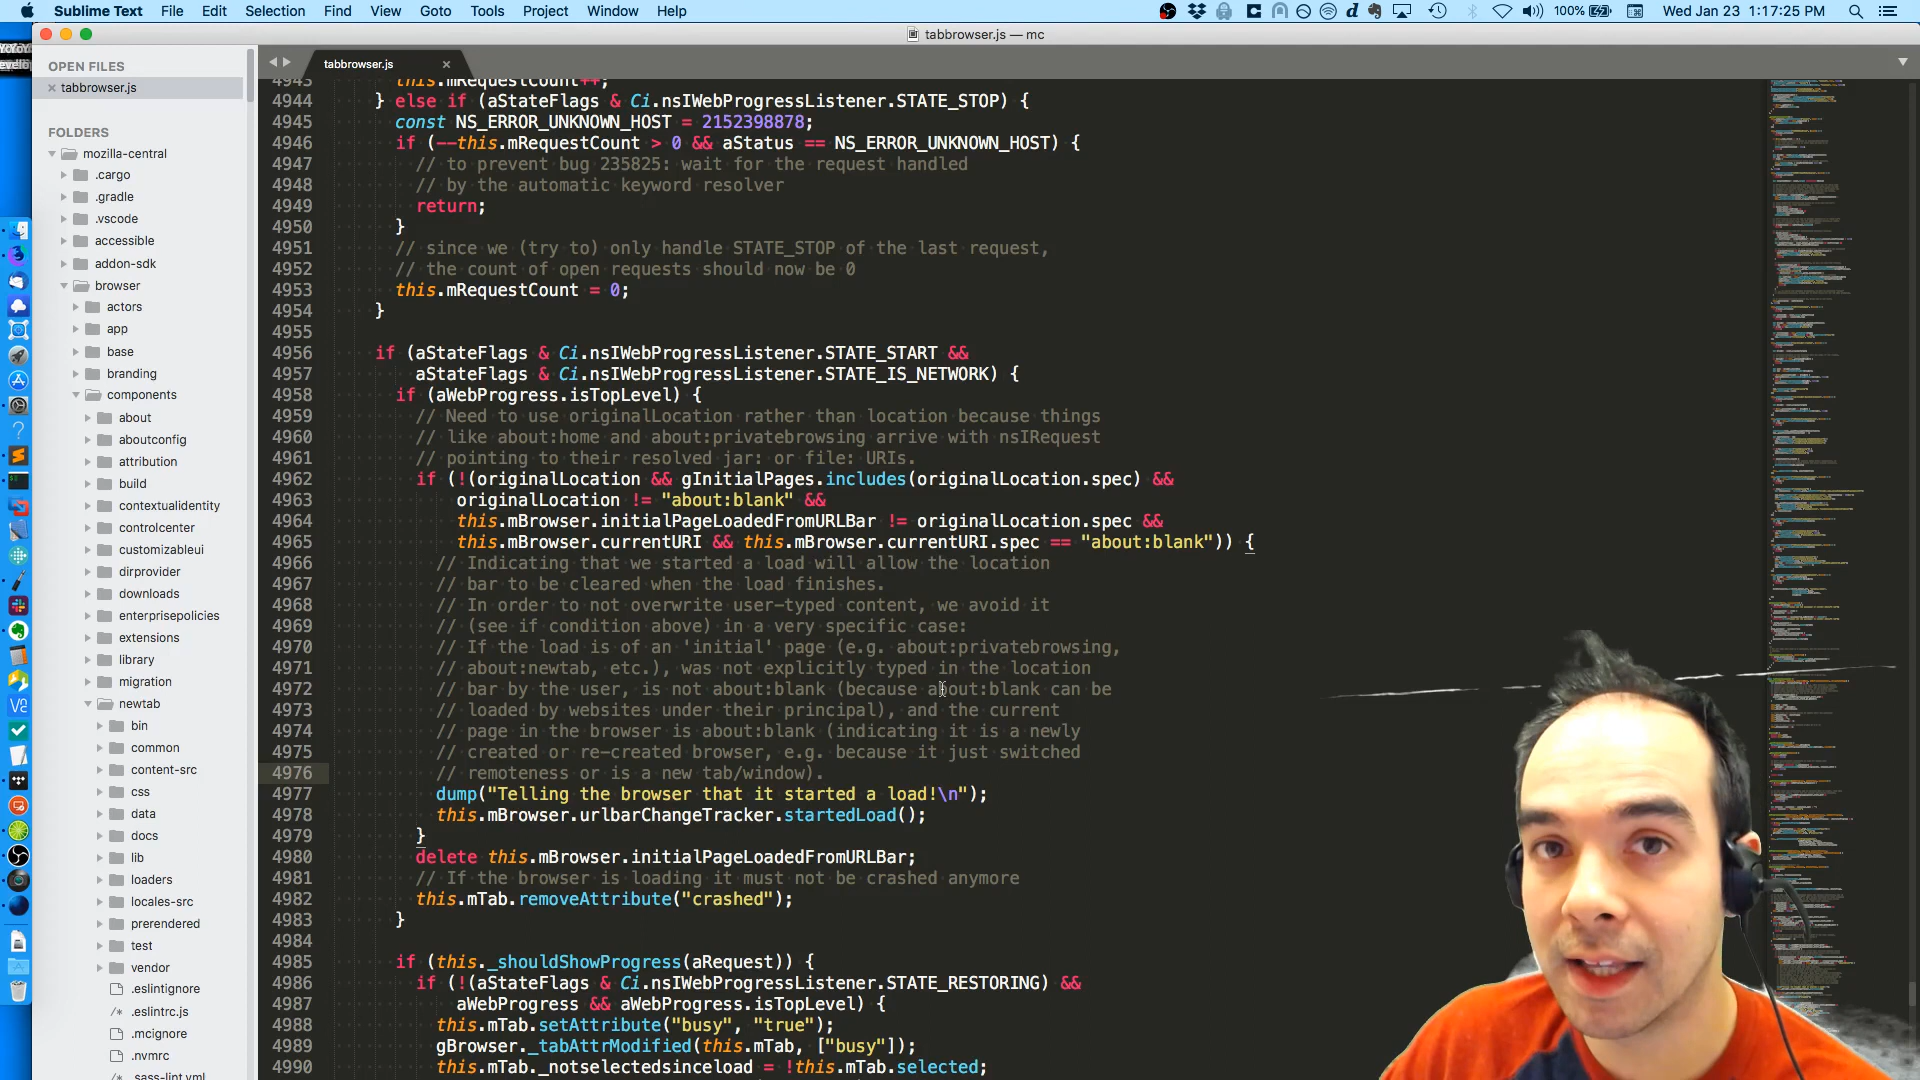 Sublime Text File Edit Selection Find View Goto Tools Project Window Help 100% Wed Jan 23 1:17:25 PM
tabbrowser.js — mc
OPEN FILES
tabbrowser.js
FOLDERS
mozilla-central
.cargo
.gradle
.vscode
accessible
addon-sdk
browser
actors
app
base
branding
components
about
aboutconfig
attribution
build
contextualidentity
controlcenter
customizableui
dirprovider
downloads
enterprisepolicies
extensions
library
migration
newtab
bin
common
content-src
css
data
docs
lib
loaders
locales-src
prerendered
test
vendor
.eslintignore
.eslintrc.js
.mcignore
.nvmrc
.sass-lint.yml
tabbrowser.js
4943 this.mRequestCount++;
4944 } else if (aStateFlags & Ci.nsIWebProgressListener.STATE_STOP) {
4945 const NS_ERROR_UNKNOWN_HOST = 2152398878;
4946 if (--this.mRequestCount > 0 && aStatus == NS_ERROR_UNKNOWN_HOST) {
4947 // to prevent bug 235825: wait for the request handled
4948 // by the automatic keyword resolver
4949 return;
4950 }
4951 // since we (try to) only handle STATE_STOP of the last request,
4952 // the count of open requests should now be 0
4953 this.mRequestCount = 0;
4954 }
4955
4956 if (aStateFlags & Ci.nsIWebProgressListener.STATE_START &&
4957 aStateFlags & Ci.nsIWebProgressListener.STATE_IS_NETWORK) {
4958 if (aWebProgress.isTopLevel) {
4959 // Need to use originalLocation rather than location because things
4960 // like about:home and about:privatebrowsing arrive with nsIRequest
4961 // pointing to their resolved jar: or file: URIs.
4962 if (!(originalLocation && gInitialPages.includes(originalLocation.spec) &&
4963 originalLocation != "about:blank" &&
4964 this.mBrowser.initialPageLoadedFromURLBar != originalLocation.spec &&
4965 this.mBrowser.currentURI && this.mBrowser.currentURI.spec == "about:blank")) {
4966 // Indicating that we started a load will allow the location
4967 // bar to be cleared when the load finishes.
4968 // In order to not overwrite user-typed content, we avoid it
4969 // (see if condition above) in a very specific case:
4970 // If the load is of an 'initial' page (e.g. about:privatebrowsing,
4971 // about:newtab, etc.), was not explicitly typed in the location
4972 // bar by the user, is not about:blank (because about:blank can be
4973 // loaded by websites under their principal), and the current
4974 // page in the browser is about:blank (indicating it is a newly
4975 // created or re-created browser, e.g. because it just switched
4976 // remoteness or is a new tab/window).
4977 dump("Telling the browser that it started a load!\n");
4978 this.mBrowser.urlbarChangeTracker.startedLoad();
4979 }
4980 delete this.mBrowser.initialPageLoadedFromURLBar;
4981 // If the browser is loading it must not be crashed anymore
4982 this.mTab.removeAttribute("crashed");
4983 }
4984
4985 if (this._shouldShowProgress(aRequest)) {
4986 if (!(aStateFlags & Ci.nsIWebProgressListener.STATE_RESTORING) &&
4987 aWebProgress && aWebProgress.isTopLevel) {
4988 this.mTab.setAttribute("busy", "true");
4989 gBrowser._tabAttrModified(this.mTab, ["busy"]);
4990 this.mTab._notselectedsinceload = !this.mTab.selected;